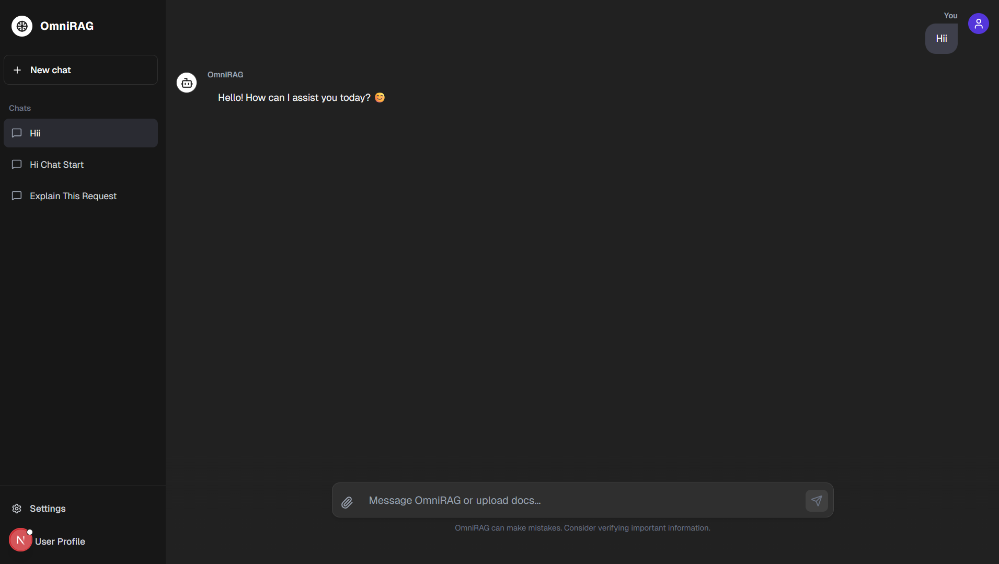 OmniRAG
New chat
Chats
Hii
Hi Chat Start
Explain This Request
Settings
N
User Profile
You
Hii
OmniRAG
Hello! How can I assist you today? 😊
Message OmniRAG or upload docs...
OmniRAG can make mistakes. Consider verifying important information.